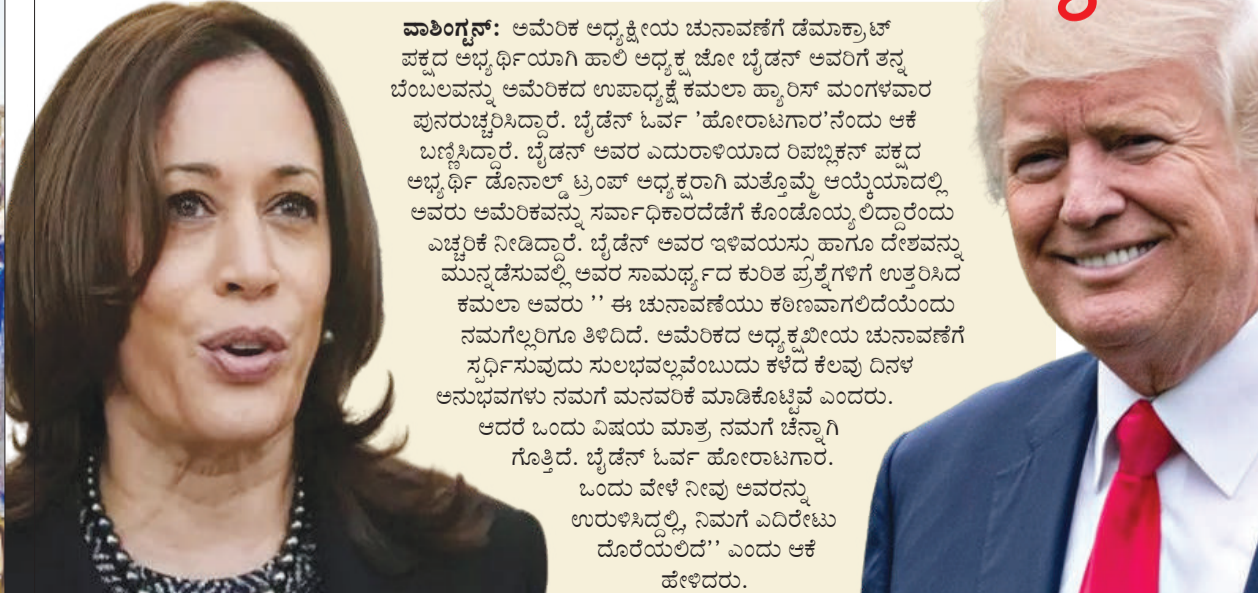 ವಾಶಿಂಗ್ಟನ್: ಅಮೆರಿಕ ಅಧ್ಯಕ್ಷೀಯ ಚುನಾವಣೆಗೆ ಡೆಮಾಕ್ರಾಟ್
ಪಕ್ಷದ ಅಭ್ಯರ್ಥಿಯಾಗಿ ಹಾಲಿ ಅಧ್ಯಕ್ಷ ಜೋ ಬೈಡನ್ ಅವರಿಗೆ ತನ್ನ
ಬೆಂಬಲವನ್ನು ಅಮೆರಿಕದ ಉಪಾಧ್ಯಕ್ಷೆ ಕಮಲಾ ಹ್ಯಾರಿಸ್ ಮಂಗಳವಾರ
ಪುನರುಚ್ಚರಿಸಿದ್ದಾರೆ. ಬೈಡೆನ್ ಓರ್ವ 'ಹೋರಾಟಗಾರ'ನೆಂದು ಆಕೆ
ಬಣ್ಣಿಸಿದ್ದಾರೆ. ಬೈಡನ್ ಅವರ ಎದುರಾಳಿಯಾದ ರಿಪಬ್ಲಿಕನ್ ಪಕ್ಷದ
ಅಭ್ಯರ್ಥಿ ಡೊನಾಲ್ಡ್ ಟ್ರಂಪ್ ಅಧ್ಯಕ್ಷರಾಗಿ ಮತ್ತೊಮ್ಮೆ ಆಯ್ಕೆಯಾದಲ್ಲಿ
ಅವರು ಅಮೆರಿಕವನ್ನು ಸರ್ವಾಧಿಕಾರದೆಡೆಗೆ ಕೊಂಡೊಯ್ಯಲಿದ್ದಾರೆಂದು
ಎಚ್ಚರಿಕೆ ನೀಡಿದ್ದಾರೆ. ಬೈಡೆನ್ ಅವರ ಇಳಿವಯಸ್ಸು ಹಾಗೂ ದೇಶವನ್ನು
ಮುನ್ನಡೆಸುವಲ್ಲಿ ಅವರ ಸಾಮರ್ಥ್ಯದ ಕುರಿತ ಪ್ರಶ್ನೆಗಳಿಗೆ ಉತ್ತರಿಸಿದ
ಕಮಲಾ ಅವರು '' ಈ ಚುನಾವಣೆಯು ಕಠಿಣವಾಗಲಿದೆಯೆಂದು
ನಮಗೆಲ್ಲರಿಗೂ ತಿಳಿದಿದೆ. ಅಮೆರಿಕದ ಅಧ್ಯಕ್ಷಖೀಯ ಚುನಾವಣೆಗೆ
ಸ್ಪರ್ಧಿಸುವುದು ಸುಲಭವಲ್ಲವೆಂಬುದು ಕಳೆದ ಕೆಲವು ದಿನಳ
ಅನುಭವಗಳು ನಮಗೆ ಮನವರಿಕೆ ಮಾಡಿಕೊಟ್ಟಿವೆ ಎಂದರು.
ಆದರೆ ಒಂದು ವಿಷಯ ಮಾತ್ರ ನಮಗೆ ಚೆನ್ನಾಗಿ
ಗೊತ್ತಿದೆ. ಬೈಡೆನ್ ಓರ್ವ ಹೋರಾಟಗಾರ.
ಒಂದು ವೇಳೆ ನೀವು ಅವರನ್ನು
ಉರುಳಿಸಿದ್ದಲ್ಲಿ, ನಿಮಗೆ ಎದಿರೇಟು
ದೊರೆಯಲಿದೆ'' ಎಂದು ಆಕೆ
ಹೇಳಿದರು.